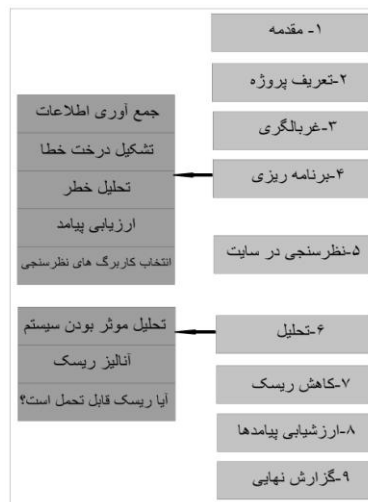 ۱- مقدمه
۲-تعریف پروژه
۳-غربالگری
۴-برنامه ریزی
جمع آوری اطلاعات
تشکیل درخت خطا
تحلیل خطر
ارزیابی پیامد
انتخاب کاربرگ های نظرسنجی
۵-نظرسنجی در سایت
۶-تحلیل
تحلیل موثر بودن سیستم
آنالیز ریسک
آیا ریسک قابل تحمل است؟
۷-کاهش ریسک
۸-ارزشیابی پیامدها
۹-گزارش نهایی